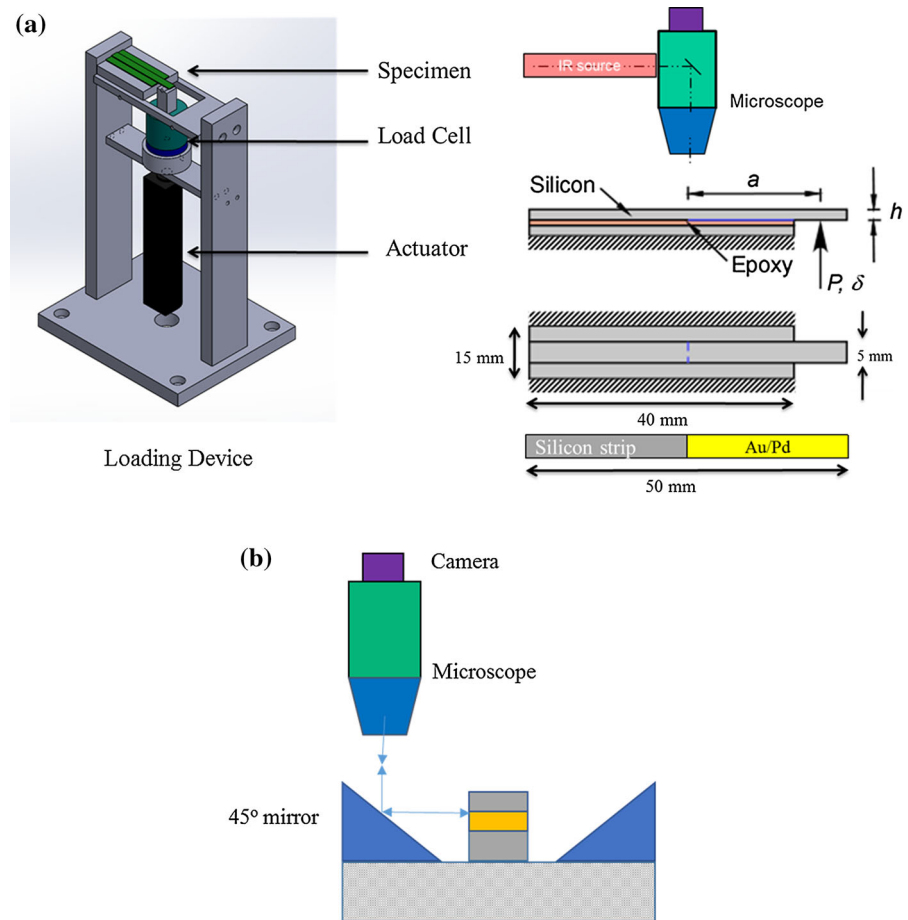 (a)
Specimen
Load Cell
Actuator
Loading Device
IR source
Microscope
Silicon
a
h
Epoxy
P, δ
15 mm
5 mm
40 mm
Silicon strip
Au/Pd
50 mm
(b)
Camera
Microscope
45º mirror